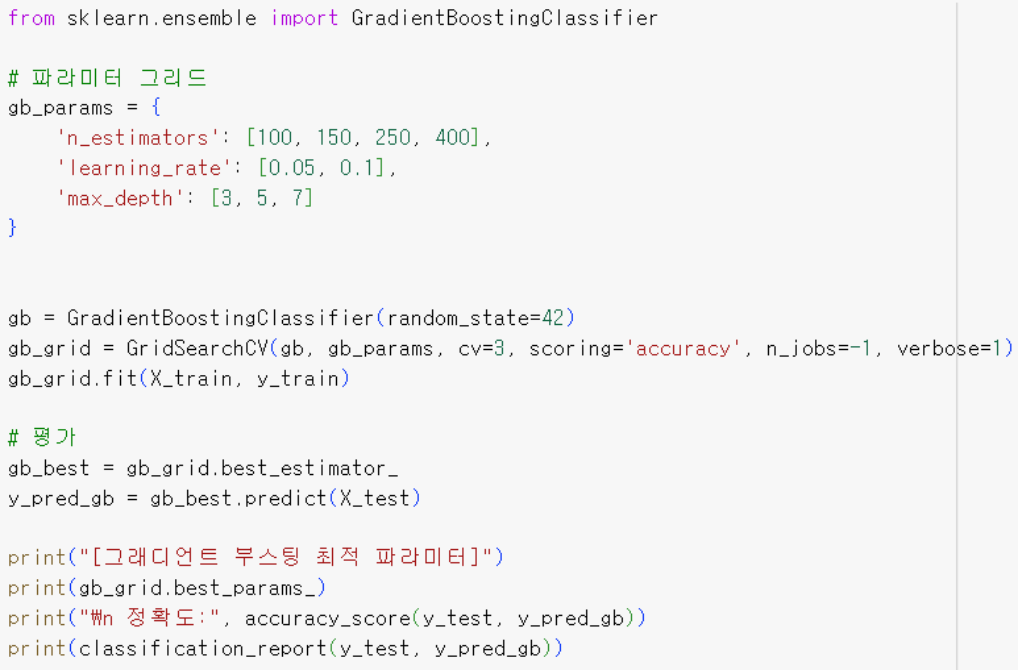 from sklearn.ensemble import GradientBoostingClassifier
# 파라미터 그리드
gb_params = {
    'n_estimators': [100, 150, 250, 400],
    'learning_rate': [0.05, 0.1],
    'max_depth': [3, 5, 7]
}
gb = GradientBoostingClassifier(random_state=42)
gb_grid = GridSearchCV(gb, gb_params, cv=3, scoring='accuracy', n_jobs=-1, verbose=1)
gb_grid.fit(X_train, y_train)
# 평가
gb_best = gb_grid.best_estimator_
y_pred_gb = gb_best.predict(X_test)
print("[그래디언트 부스팅 최적 파라미터]")
print(gb_grid.best_params_)
print("₩n 정확도:", accuracy_score(y_test, y_pred_gb))
print(classification_report(y_test, y_pred_gb))